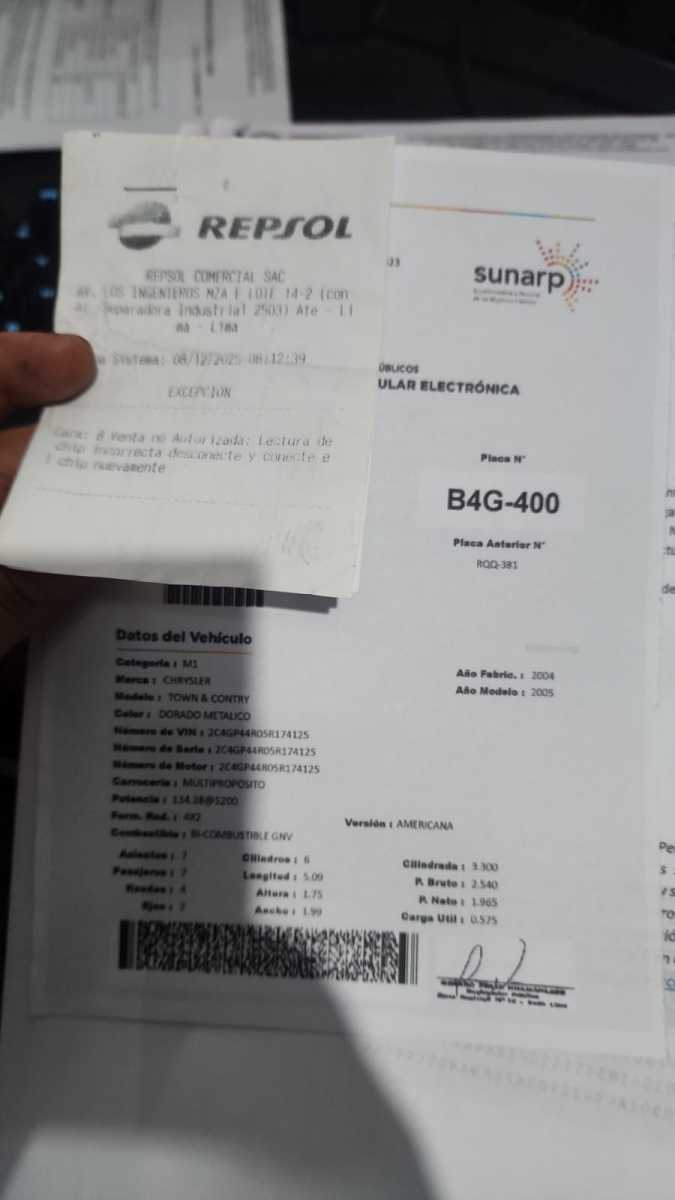 REPSOL
REPSOL COMERCIAL SAC
AV. LOS INGENIEROS MZA E LOTE 14-2 (con
Separadora Industrial 2503) Ate - Li
ma - Lima
Sistema: 08/12/2025 08:12:39
EXCEPCION
Cara: 8 Venta no Autorizada: Lectura de
chip incorrecta desconecte y conecte e
l chip nuevamente
sunarp
ÚBLICOS
ULAR ELECTRÓNICA
Placa N°
B4G-400
Placa Anterior N°
RQQ-381
Datos del Vehículo
Categoría : M1
Marca : CHRYSLER
Modelo : TOWN & CONTRY
Color : DORADO METALICO
Número de VIN : 2C4GP44R05R174125
Número de Serie : 2C4GP44R05R174125
Número de Motor : 2C4GP44R05R174125
Carrocería : MULTIPROPOSITO
Potencia : 134.28@5200
Form. Rod. : 4X2
Combustible : BI-COMBUSTIBLE GNV
Año Fabric. : 2004
Año Modelo : 2005
Versión : AMERICANA
Asientos : 7
Pasajeros : 7
Ruedas : 4
Ejes : 2
Cilindros : 6
Longitud : 5.09
Altura : 1.75
Ancho : 1.99
Cilindrada : 3.300
P. Bruto : 2.540
P. Neto : 1.965
Carga Util : 0.575